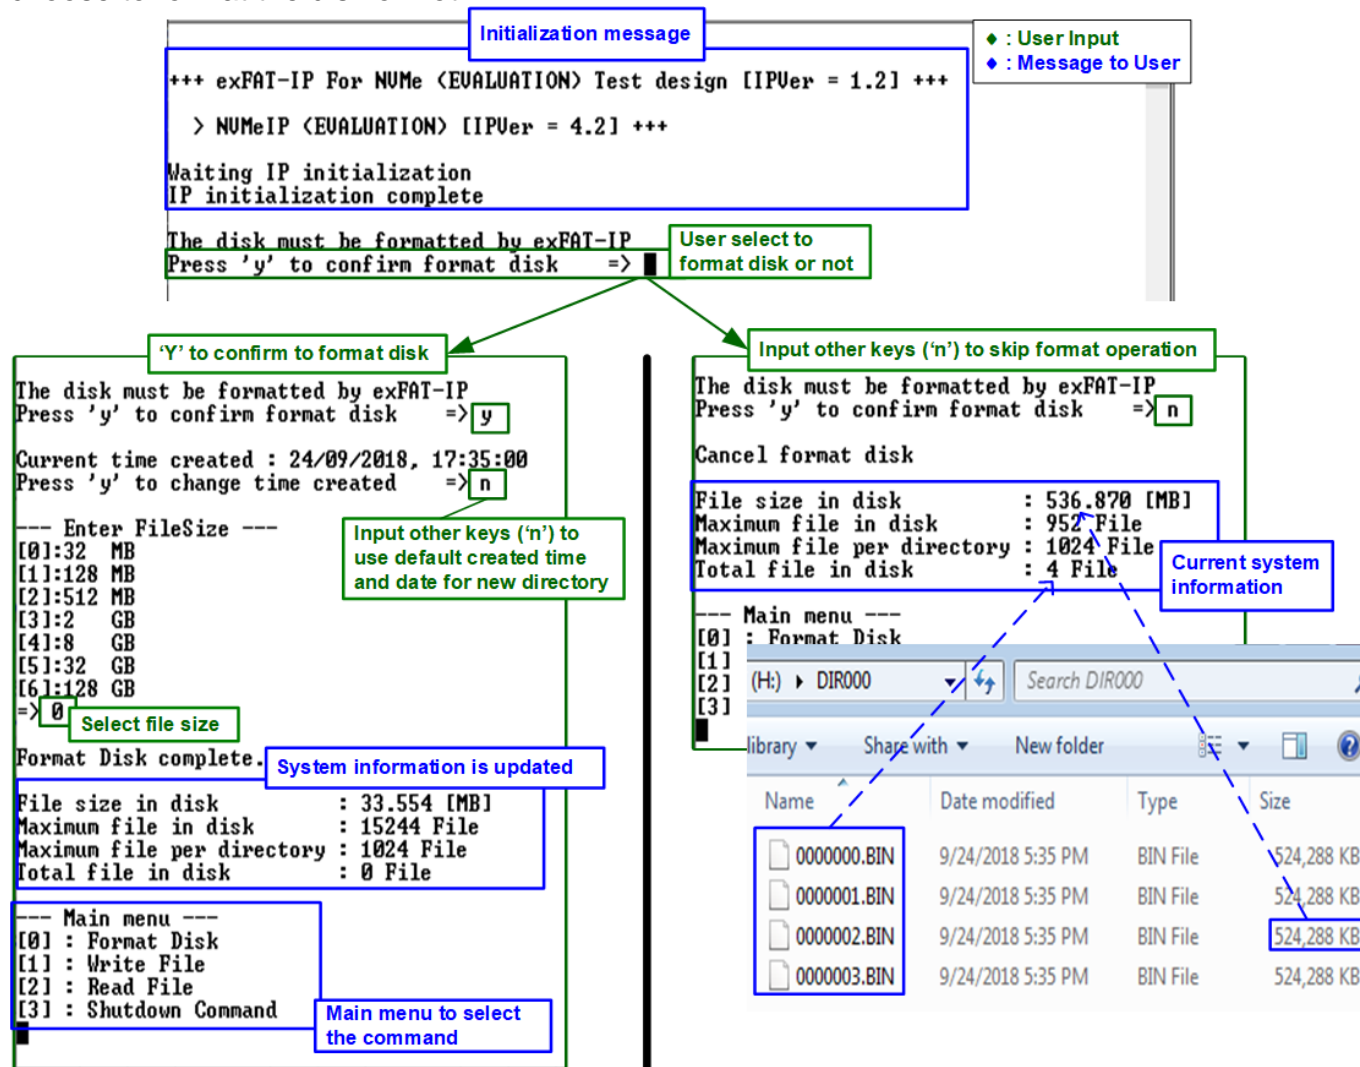 Initialization message
♦ : User Input
♦ : Message to User
+++ exFAT-IP For NVMe (EVALUATION) Test design [IPVer = 1.2] +++
> NVMeIP (EVALUATION) [IPVer = 4.2] +++
Waiting IP initialization
IP initialization complete
The disk must be formatted by exFAT-IP
Press 'y' to confirm format disk =>
User select to
format disk or not
'Y' to confirm to format disk
The disk must be formatted by exFAT-IP
Press 'y' to confirm format disk => y
Current time created : 24/09/2018, 17:35:00
Press 'y' to change time created => n
Input other keys ('n') to
use default created time
and date for new directory
--- Enter FileSize ---
[0]:32 MB
[1]:128 MB
[2]:512 MB
[3]:2 GB
[4]:8 GB
[5]:32 GB
[6]:128 GB
=> 0
Select file size
Format Disk complete.
System information is updated
File size in disk : 33.554 [MB]
Maximum file in disk : 15244 File
Maximum file per directory : 1024 File
Total file in disk : 0 File
--- Main menu ---
[0] : Format Disk
[1] : Write File
[2] : Read File
[3] : Shutdown Command
Main menu to select
the command
Input other keys ('n') to skip format operation
The disk must be formatted by exFAT-IP
Press 'y' to confirm format disk => n
Cancel format disk
File size in disk : 536.870 [MB]
Maximum file in disk : 952 File
Maximum file per directory : 1024 File
Total file in disk : 4 File
Current system
information
--- Main menu ---
[0] : Format Disk
[1]
[2]
[3]
(H:) ▸ DIR000
Search DIR000
library Share with New folder
Name Date modified Type Size
0000000.BIN 9/24/2018 5:35 PM BIN File 524,288 KB
0000001.BIN 9/24/2018 5:35 PM BIN File 524,288 KB
0000002.BIN 9/24/2018 5:35 PM BIN File 524,288 KB
0000003.BIN 9/24/2018 5:35 PM BIN File 524,288 KB